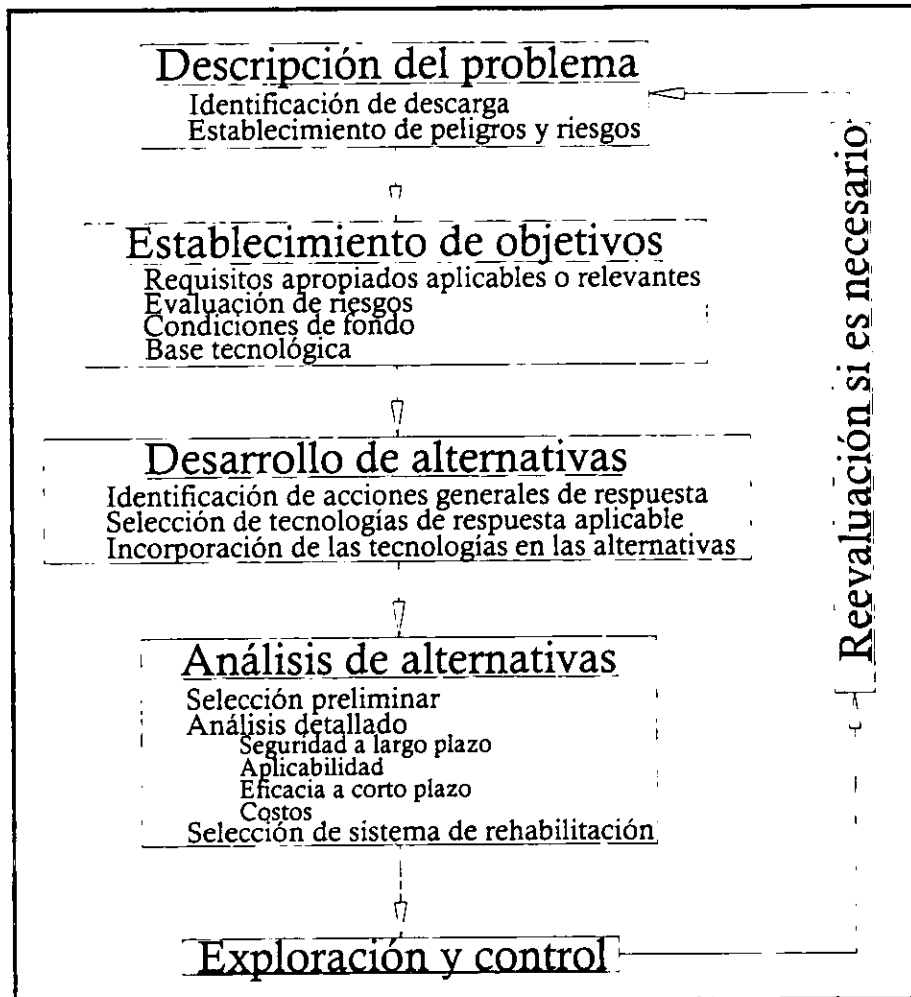 Descripción del problema
Identificación de descarga
Establecimiento de peligros y riesgos
Establecimiento de objetivos
Requisitos apropiados aplicables o relevantes
Evaluación de riesgos
Condiciones de fondo
Base tecnológica
Desarrollo de alternativas
Identificación de acciones generales de respuesta
Selección de tecnologías de respuesta aplicable
Incorporación de las tecnologías en las alternativas
Análisis de alternativas
Selección preliminar
Análisis detallado
Seguridad a largo plazo
Aplicabilidad
Eficacia a corto plazo
Costos
Selección de sistema de rehabilitación
Exploración y control
Reevaluación si es necesario